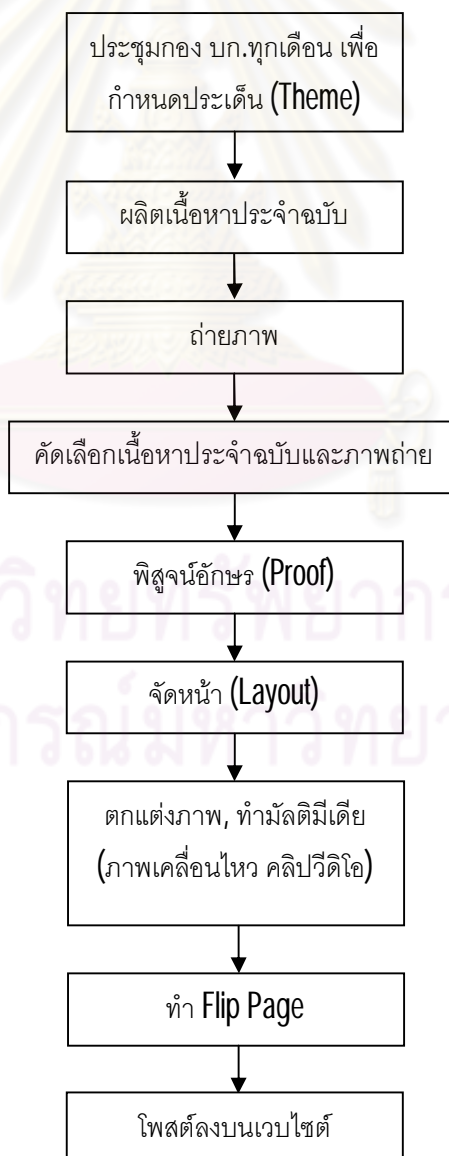 ประชุมกอง บก.ทุกเดือน เพื่อ
กำหนดประเด็น (Theme)
ผลิตเนื้อหาประจำฉบับ
ถ่ายภาพ
คัดเลือกเนื้อหาประจำฉบับและภาพถ่าย
พิสูจน์อักษร (Proof)
จัดหน้า (Layout)
ตกแต่งภาพ, ทำมัลติมีเดีย
(ภาพเคลื่อนไหว คลิปวีดิโอ)
ทำ Flip Page
โพสต์ลงบนเวบไซต์